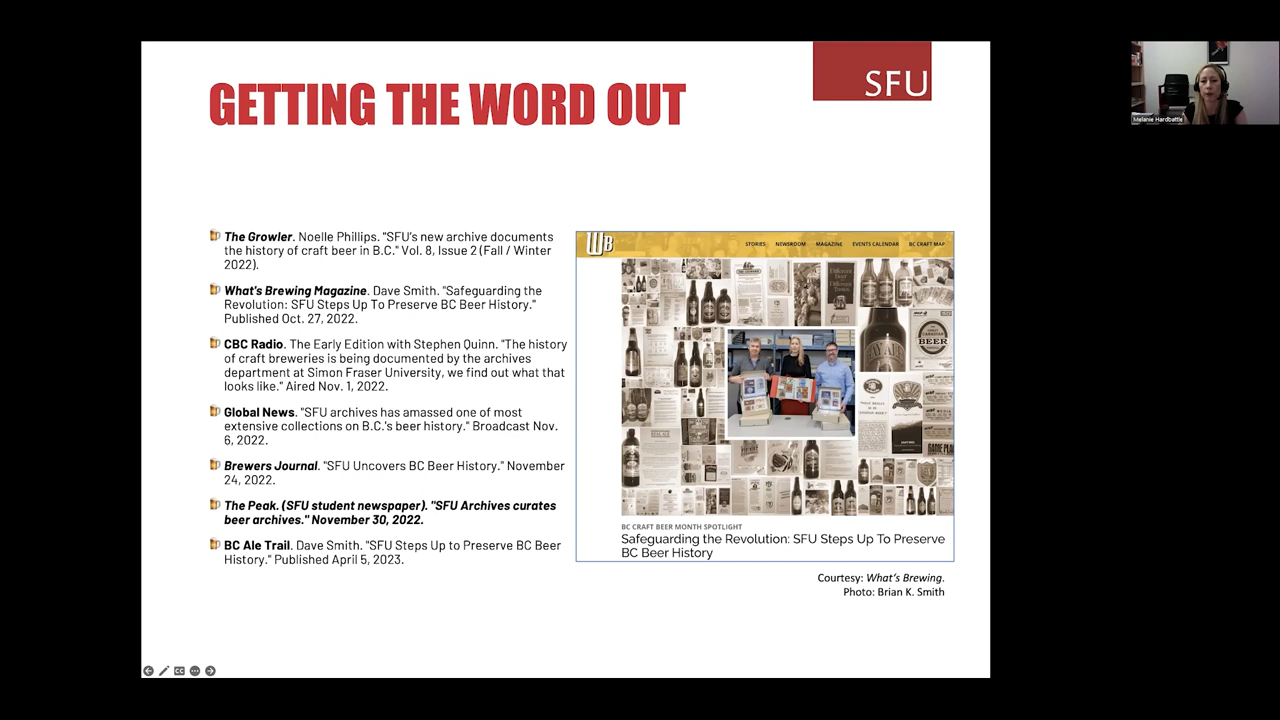 GETTING THE WORD OUT
SFU
Melanie Hardbattle
The Growler. Noelle Phillips. "SFU's new archive documents
the history of craft beer in B.C." Vol. 8, Issue 2 (Fall / Winter
2022).
What's Brewing Magazine. Dave Smith. "Safeguarding the
Revolution: SFU Steps Up To Preserve BC Beer History."
Published Oct. 27, 2022.
CBC Radio. The Early Edition with Stephen Quinn. "The history
of craft breweries is being documented by the archives
department at Simon Fraser University, we find out what that
looks like." Aired Nov. 1, 2022.
Global News. "SFU archives has amassed one of most
extensive collections on B.C.'s beer history." Broadcast Nov.
6, 2022.
Brewers Journal. "SFU Uncovers BC Beer History." November
24, 2022.
The Peak. (SFU student newspaper). "SFU Archives curates
beer archives." November 30, 2022.
BC Ale Trail. Dave Smith. "SFU Steps Up to Preserve BC Beer
History." Published April 5, 2023.
WB
STORIES NEWSROOM MAGAZINE EVENTS CALENDAR BC CRAFT MAP
BEER
BC CRAFT BEER MONTH SPOTLIGHT
Safeguarding the Revolution: SFU Steps Up To Preserve
BC Beer History
Courtesy: What's Brewing.
Photo: Brian K. Smith
CC